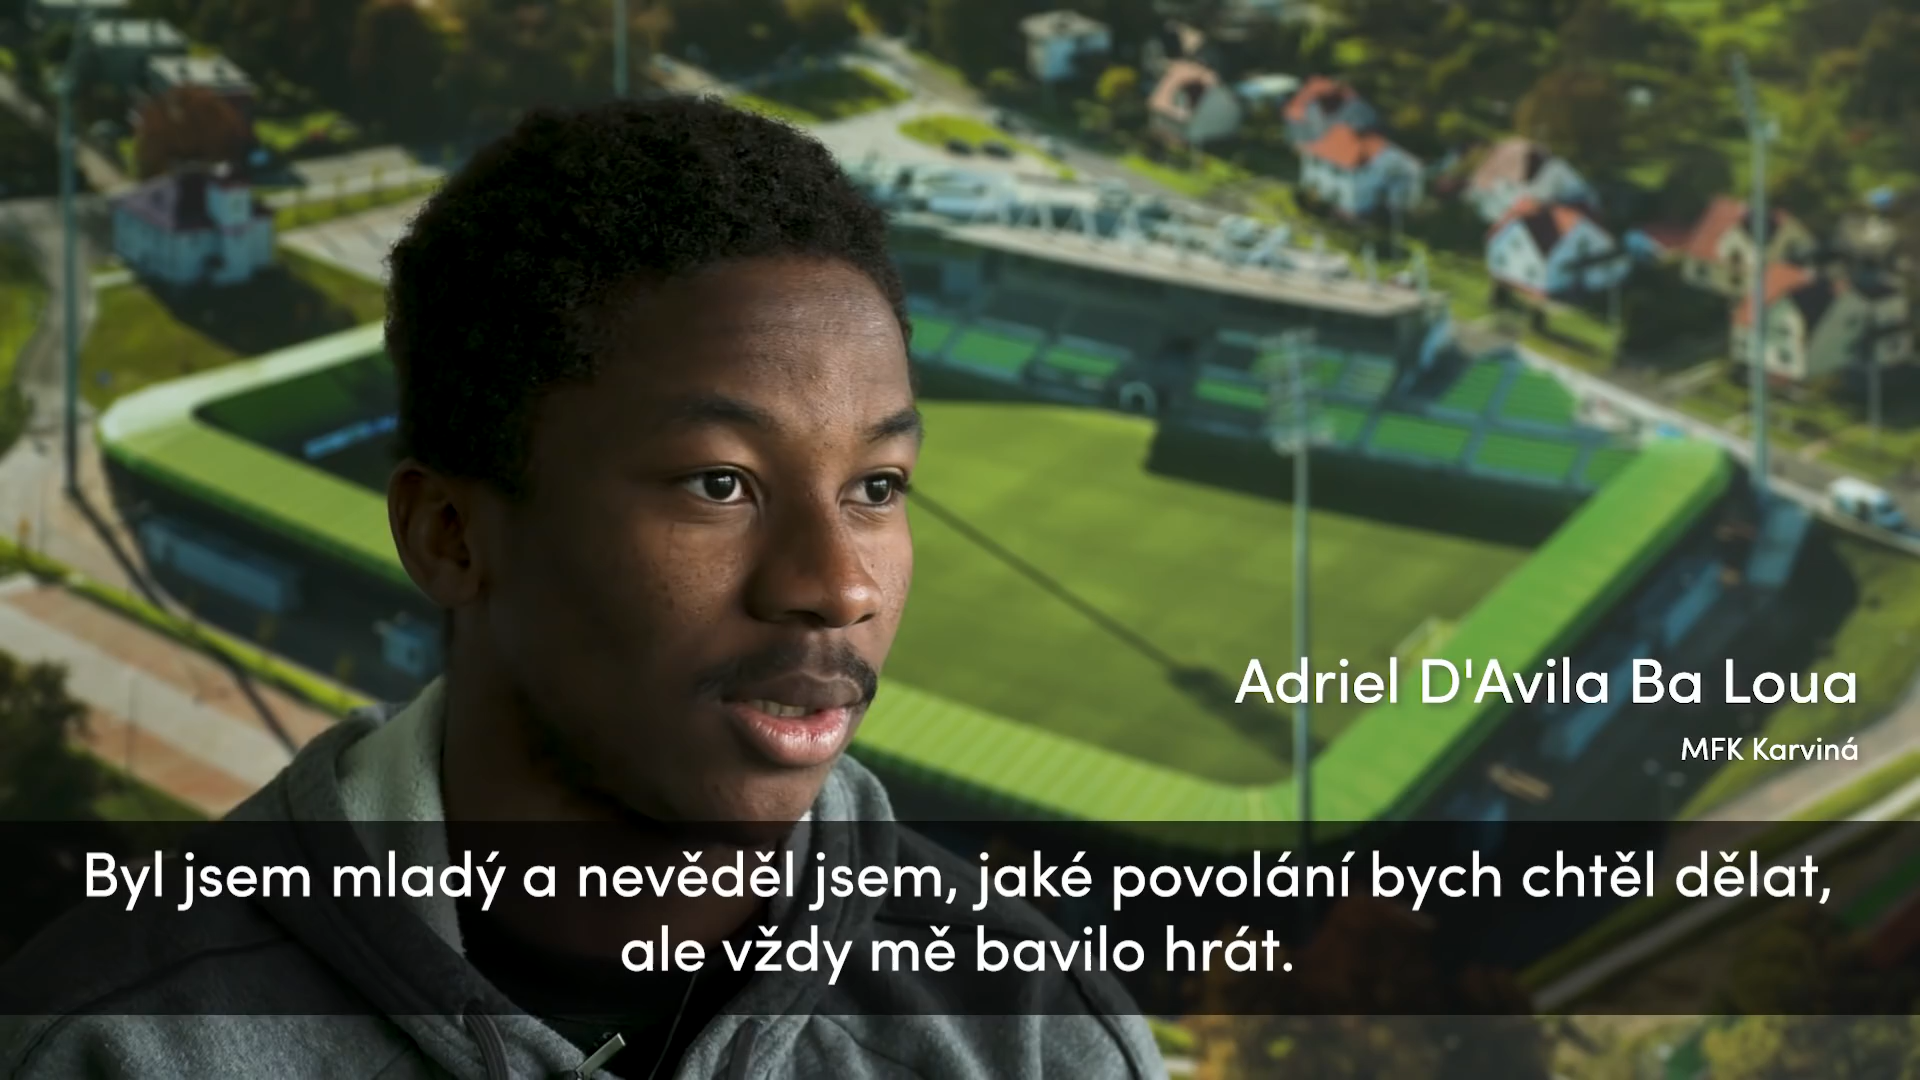 Adriel D'Avila Ba Loua
MFK Karviná
Byl jsem mladý a nevěděl jsem, jaké povolání bych chtěl dělat,
ale vždy mě bavilo hrát.